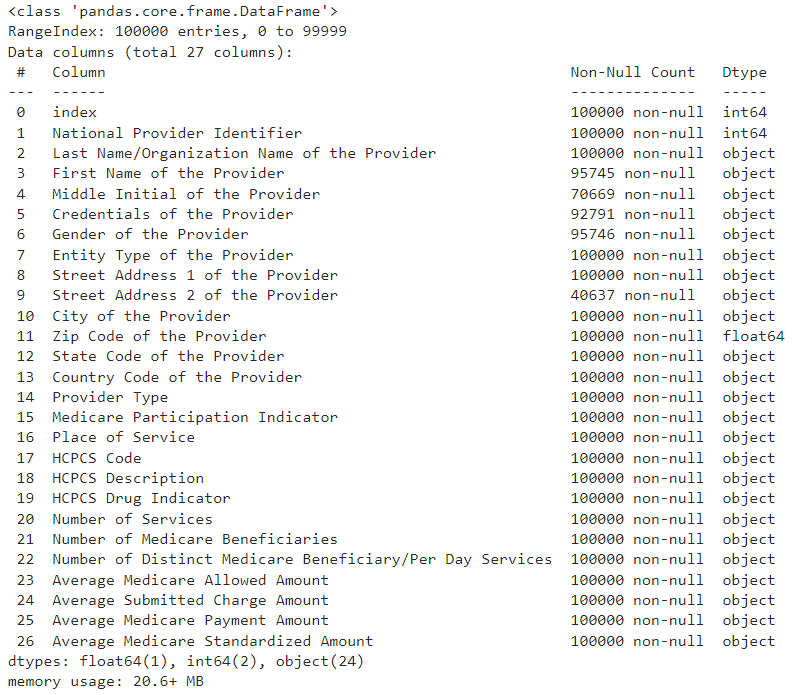 <class 'pandas.core.frame.DataFrame'>
RangeIndex: 100000 entries, 0 to 99999
Data columns (total 27 columns):
 #   Column                                                    Non-Null Count   Dtype
---  ------                                                    --------------   -----
 0   index                                                     100000 non-null  int64
 1   National Provider Identifier                              100000 non-null  int64
 2   Last Name/Organization Name of the Provider               100000 non-null  object
 3   First Name of the Provider                                95745 non-null   object
 4   Middle Initial of the Provider                            70669 non-null   object
 5   Credentials of the Provider                               92791 non-null   object
 6   Gender of the Provider                                    95746 non-null   object
 7   Entity Type of the Provider                               100000 non-null  object
 8   Street Address 1 of the Provider                          100000 non-null  object
 9   Street Address 2 of the Provider                          40637 non-null   object
 10  City of the Provider                                      100000 non-null  object
 11  Zip Code of the Provider                                  100000 non-null  float64
 12  State Code of the Provider                                100000 non-null  object
 13  Country Code of the Provider                              100000 non-null  object
 14  Provider Type                                             100000 non-null  object
 15  Medicare Participation Indicator                          100000 non-null  object
 16  Place of Service                                          100000 non-null  object
 17  HCPCS Code                                                100000 non-null  object
 18  HCPCS Description                                         100000 non-null  object
 19  HCPCS Drug Indicator                                      100000 non-null  object
 20  Number of Services                                        100000 non-null  object
 21  Number of Medicare Beneficiaries                          100000 non-null  object
 22  Number of Distinct Medicare Beneficiary/Per Day Services  100000 non-null  object
 23  Average Medicare Allowed Amount                           100000 non-null  object
 24  Average Submitted Charge Amount                           100000 non-null  object
 25  Average Medicare Payment Amount                           100000 non-null  object
 26  Average Medicare Standardized Amount                      100000 non-null  object
dtypes: float64(1), int64(2), object(24)
memory usage: 20.6+ MB